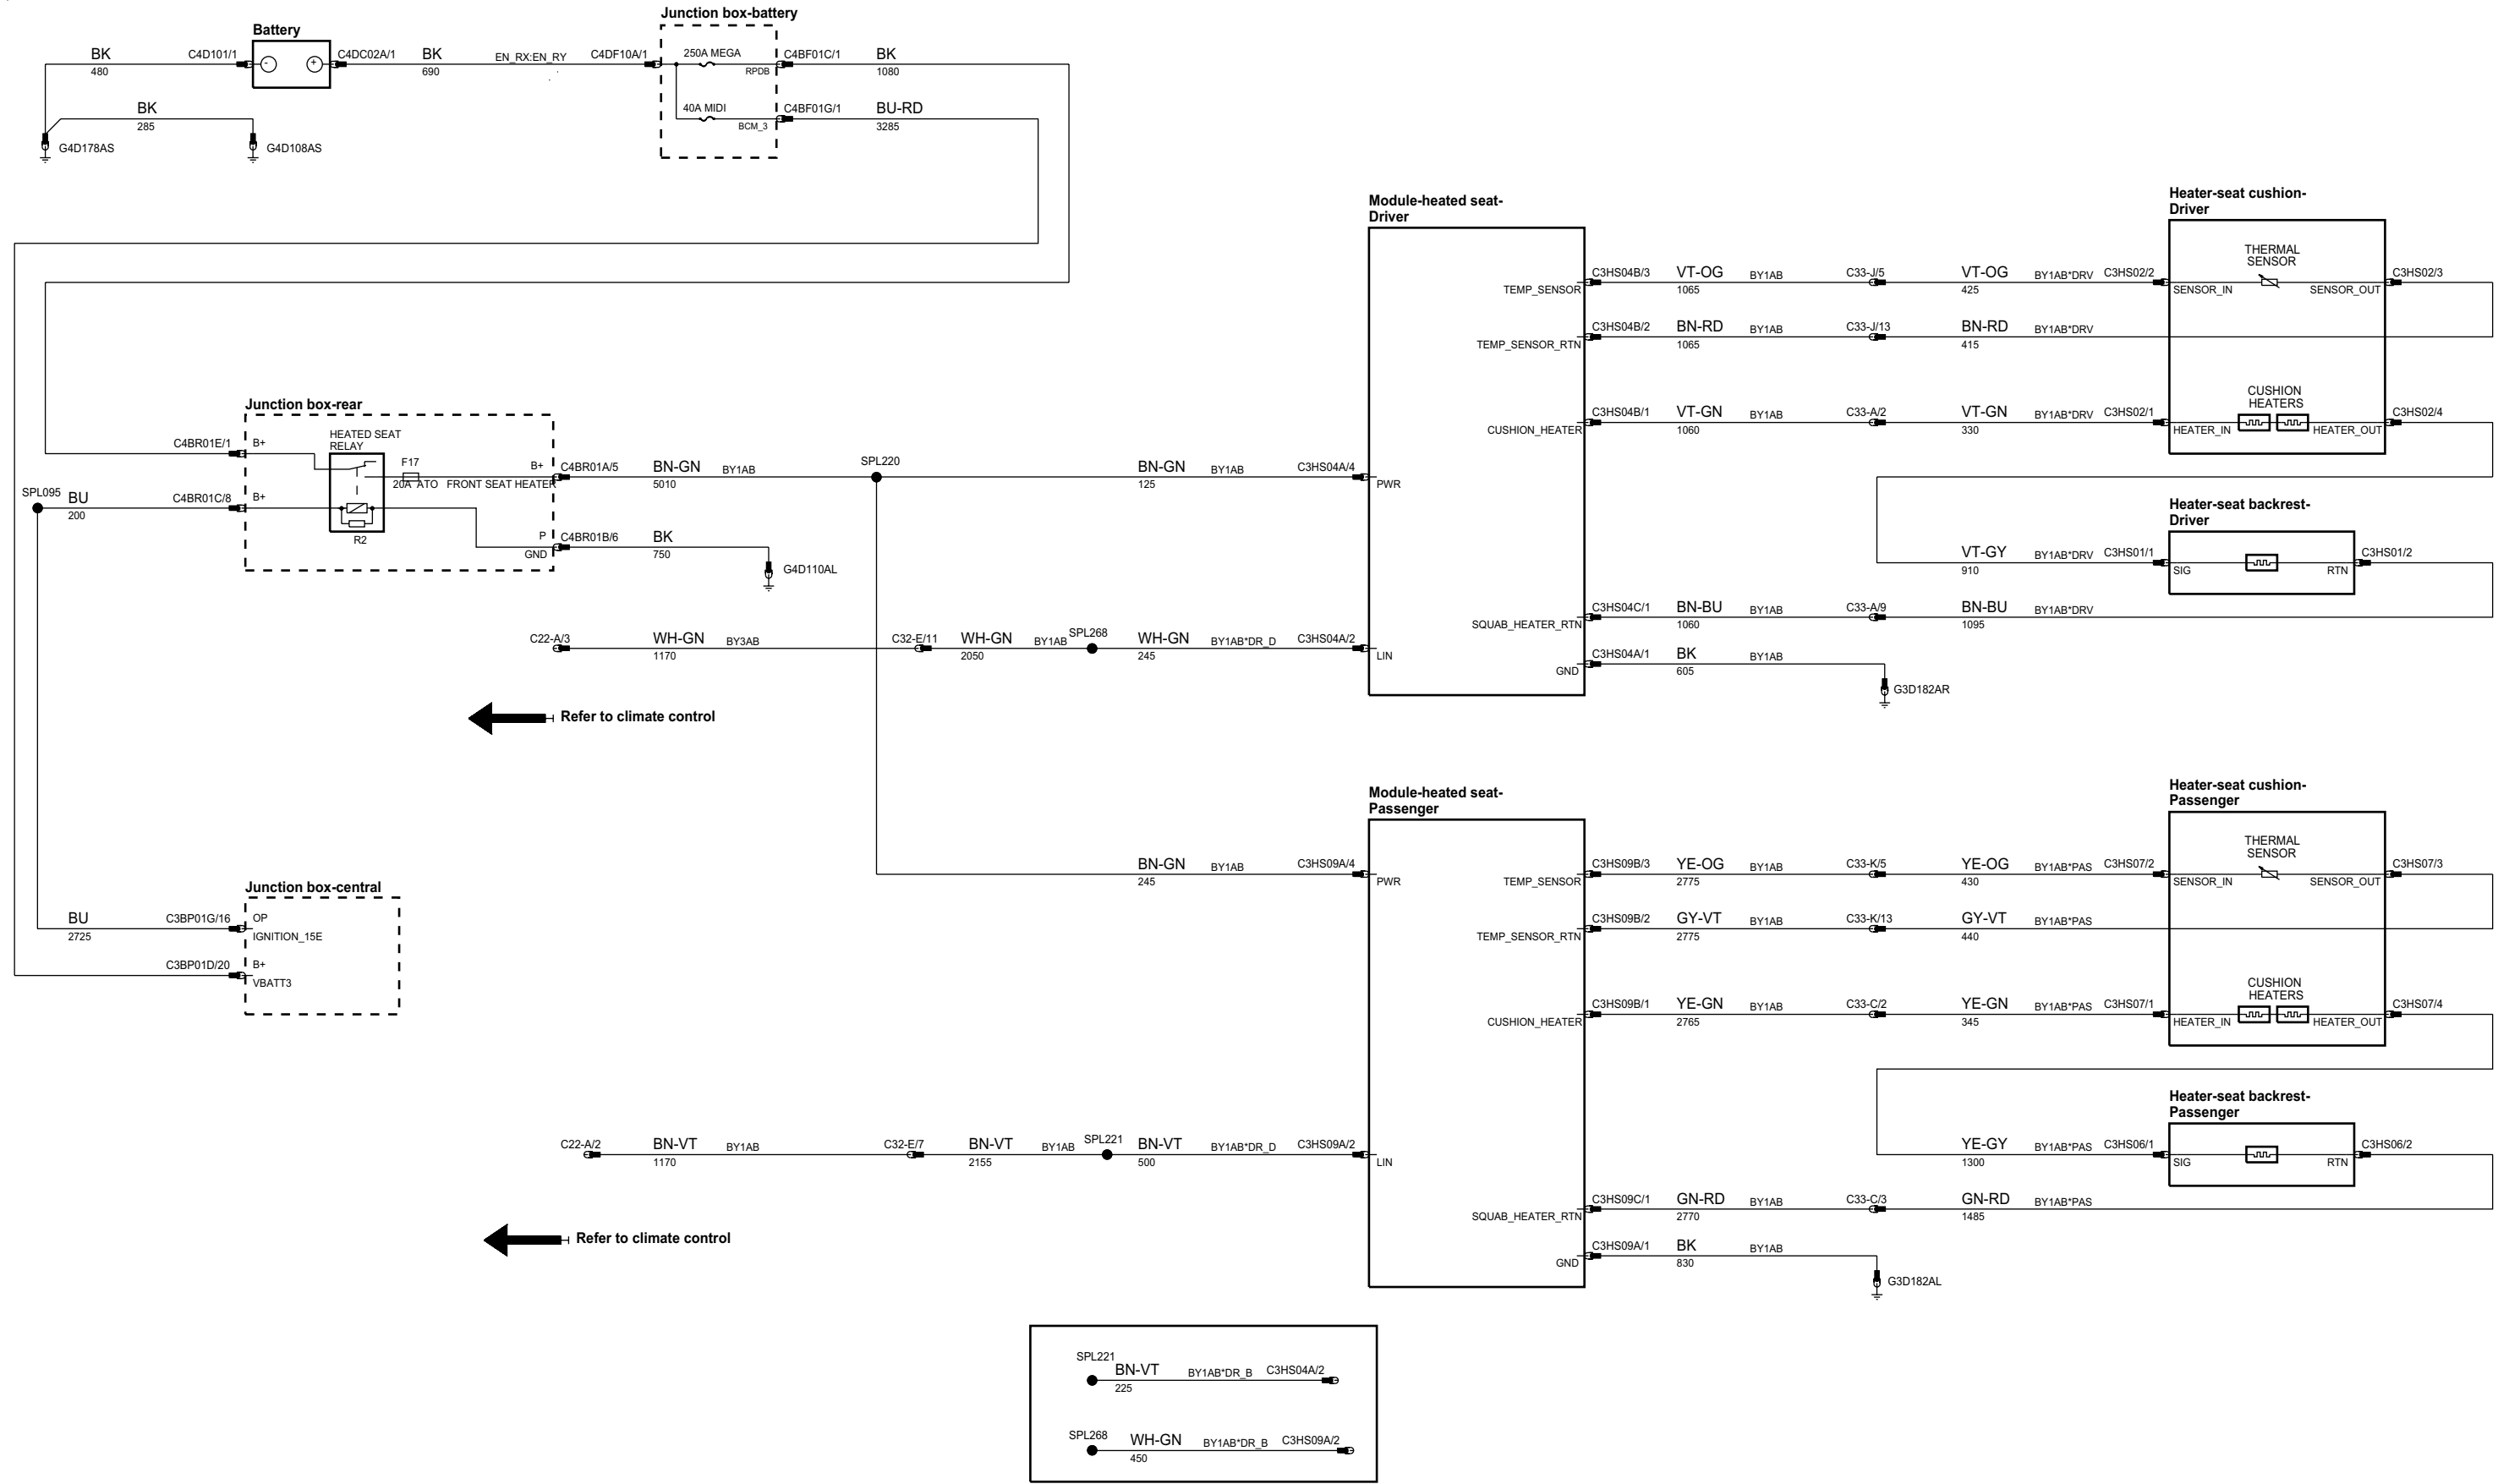 Junction box-battery
Battery
BK
480
C4D101/1
-
+
C4DC02A/1
BK
690
EN_RX:EN_RY
C4DF10A/1
250A MEGA
RPDB
C4BF01C/1
BK
1080
BK
285
G4D178AS
G4D108AS
40A MIDI
BCM_3
C4BF01G/1
BU-RD
3285
Module-heated seat-
Driver
Heater-seat cushion-
Driver
TEMP_SENSOR
C3HS04B/3
VT-OG
1065
BY1AB
C33-J/5
VT-OG
425
BY1AB*DRV
C3HS02/2
SENSOR_IN
THERMAL
SENSOR
SENSOR_OUT
C3HS02/3
TEMP_SENSOR_RTN
C3HS04B/2
BN-RD
1065
BY1AB
C33-J/13
BN-RD
415
BY1AB*DRV
CUSHION_HEATER
C3HS04B/1
VT-GN
1060
BY1AB
C33-A/2
VT-GN
330
BY1AB*DRV
C3HS02/1
HEATER_IN
CUSHION
HEATERS
HEATER_OUT
C3HS02/4
Junction box-rear
C4BR01E/1
B+
HEATED SEAT
RELAY
F17
20A ATO
FRONT SEAT HEATER
B+
C4BR01A/5
BN-GN
5010
BY1AB
SPL220
BN-GN
125
BY1AB
C3HS04A/4
PWR
SPL095
BU
200
C4BR01C/8
B+
R2
P
GND
C4BR01B/6
BK
750
G4D110AL
Heater-seat backrest-
Driver
VT-GY
910
BY1AB*DRV
C3HS01/1
SIG
RTN
C3HS01/2
SQUAB_HEATER_RTN
C3HS04C/1
BN-BU
1060
BY1AB
C33-A/9
BN-BU
1095
BY1AB*DRV
C22-A/3
WH-GN
1170
BY3AB
C32-E/11
WH-GN
2050
BY1AB
SPL268
WH-GN
245
BY1AB*DR_D
C3HS04A/2
LIN
GND
C3HS04A/1
BK
605
BY1AB
G3D182AR
Refer to climate control
Module-heated seat-
Passenger
Heater-seat cushion-
Passenger
BN-GN
245
BY1AB
C3HS09A/4
PWR
TEMP_SENSOR
C3HS09B/3
YE-OG
2775
BY1AB
C33-K/5
YE-OG
430
BY1AB*PAS
C3HS07/2
SENSOR_IN
THERMAL
SENSOR
SENSOR_OUT
C3HS07/3
Junction box-central
BU
2725
C3BP01G/16
OP
IGNITION_15E
C3BP01D/20
B+
VBATT3
TEMP_SENSOR_RTN
C3HS09B/2
GY-VT
2775
BY1AB
C33-K/13
GY-VT
440
BY1AB*PAS
CUSHION_HEATER
C3HS09B/1
YE-GN
2765
BY1AB
C33-C/2
YE-GN
345
BY1AB*PAS
C3HS07/1
HEATER_IN
CUSHION
HEATERS
HEATER_OUT
C3HS07/4
Heater-seat backrest-
Passenger
C22-A/2
BN-VT
1170
BY1AB
C32-E/7
BN-VT
2155
BY1AB
SPL221
BN-VT
500
BY1AB*DR_D
C3HS09A/2
LIN
YE-GY
1300
BY1AB*PAS
C3HS06/1
SIG
RTN
C3HS06/2
SQUAB_HEATER_RTN
C3HS09C/1
GN-RD
2770
BY1AB
C33-C/3
GN-RD
1485
BY1AB*PAS
Refer to climate control
GND
C3HS09A/1
BK
830
BY1AB
G3D182AL
SPL221
BN-VT
225
BY1AB*DR_B
C3HS04A/2
SPL268
WH-GN
450
BY1AB*DR_B
C3HS09A/2